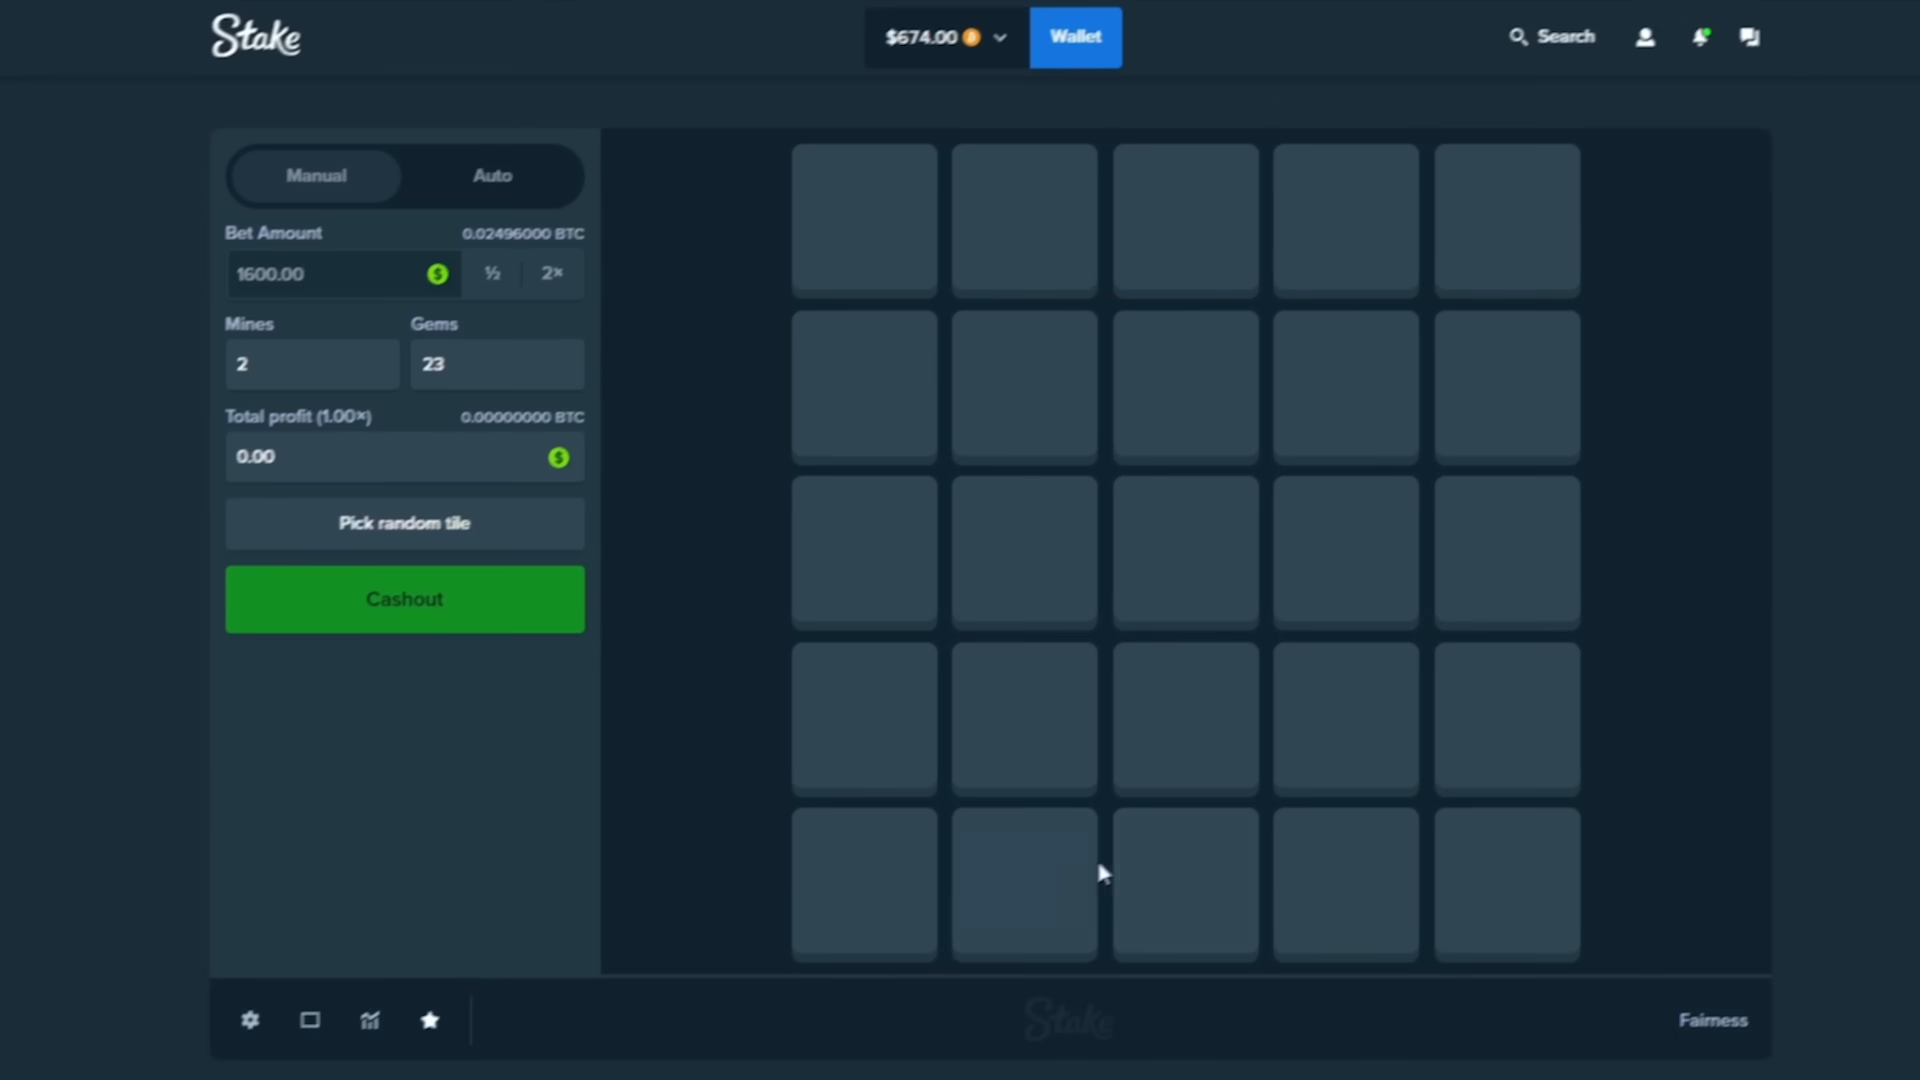 Stake
$674.00
Wallet
Search
Manual
Auto
Bet Amount
0.02496000 BTC
1600.00
½
2×
Mines
Gems
2
23
Total profit (1.00×)
0.00000000 BTC
0.00
Pick random tile
Cashout
Stake
Fairness